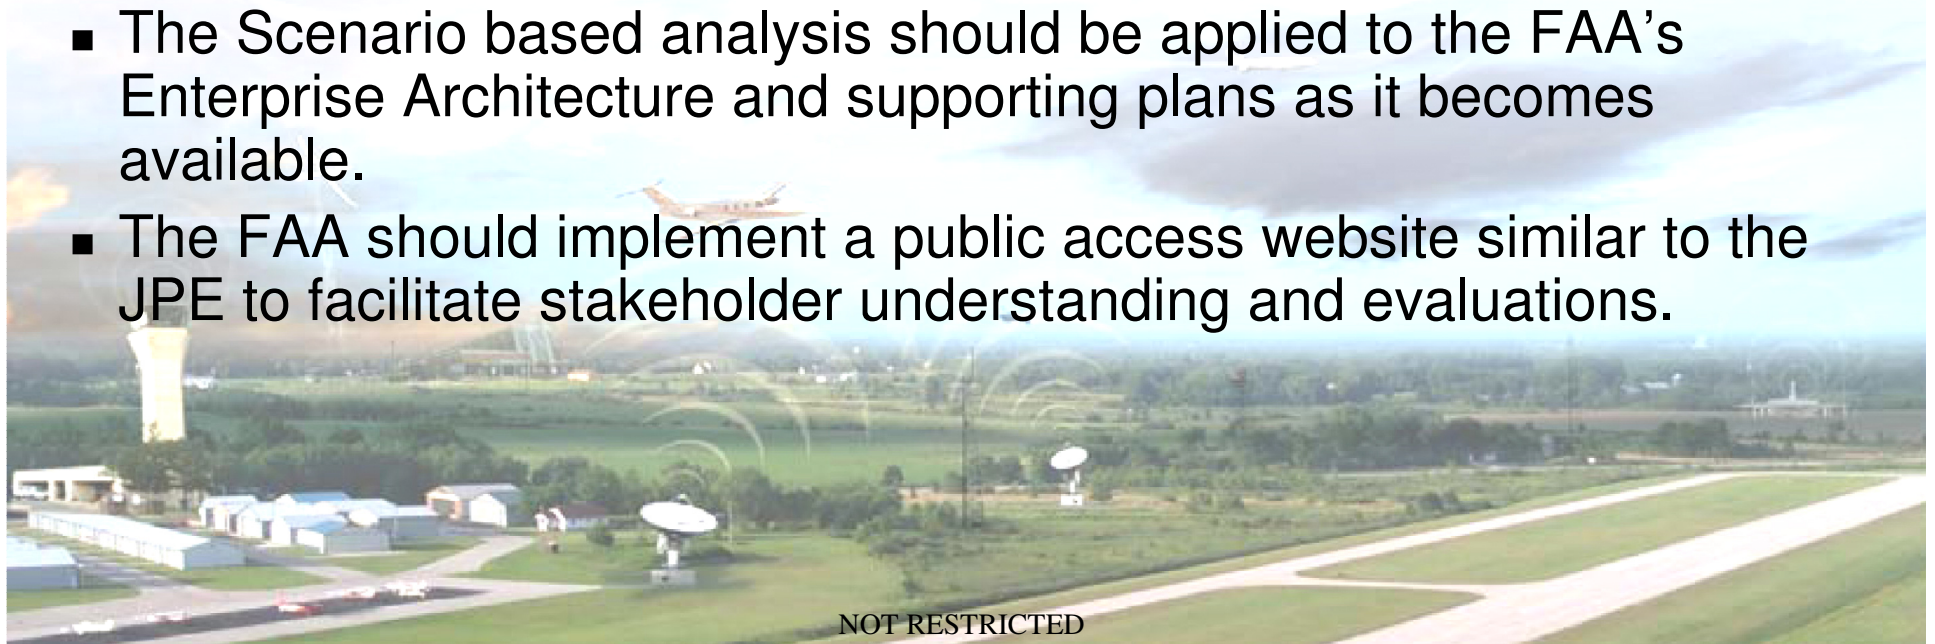 ▪ The Scenario based analysis should be applied to the FAA's
Enterprise Architecture and supporting plans as it becomes
available.
▪ The FAA should implement a public access website similar to the
JPE to facilitate stakeholder understanding and evaluations.
NOT RESTRICTED